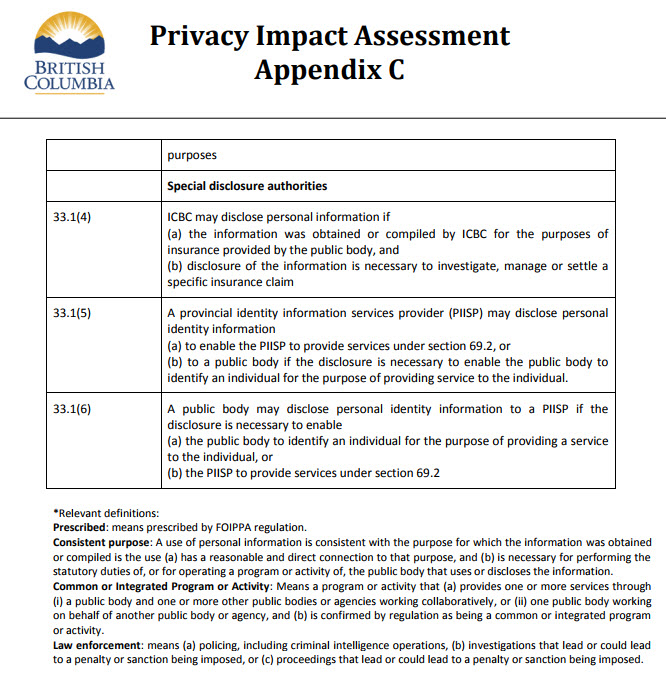 BRITISH
COLUMBIA
Privacy Impact Assessment
Appendix C
purposes
Special disclosure authorities
33.1(4)
ICBC may disclose personal information if
(a) the information was obtained or compiled by ICBC for the purposes of
insurance provided by the public body, and
(b) disclosure of the information is necessary to investigate, manage or settle a
specific insurance claim
33.1(5)
A provincial identity information services provider (PIISP) may disclose personal
identity information
(a) to enable the PIISP to provide services under section 69.2, or
(b) to a public body if the disclosure is necessary to enable the public body to
identify an individual for the purpose of providing service to the individual.
33.1(6)
A public body may disclose personal identity information to a PIISP if the
disclosure is necessary to enable
(a) the public body to identify an individual for the purpose of providing a service
to the individual, or
(b) the PIISP to provide services under section 69.2
*Relevant definitions:
Prescribed: means prescribed by FOIPPA regulation.
Consistent purpose: A use of personal information is consistent with the purpose for which the information was obtained
or compiled is the use (a) has a reasonable and direct connection to that purpose, and (b) is necessary for performing the
statutory duties of, or for operating a program or activity of, the public body that uses or discloses the information.
Common or Integrated Program or Activity: Means a program or activity that (a) provides one or more services through
(i) a public body and one or more other public bodies or agencies working collaboratively, or (ii) one public body working
on behalf of another public body or agency, and (b) is confirmed by regulation as being a common or integrated program
or activity.
Law enforcement: means (a) policing, including criminal intelligence operations, (b) investigations that lead or could lead
to a penalty or sanction being imposed, or (c) proceedings that lead or could lead to a penalty or sanction being imposed.